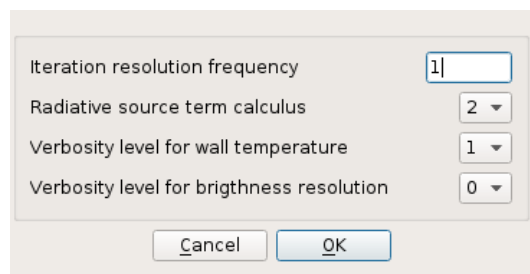 Iteration resolution frequency 1
Radiative source term calculus 2
Verbosity level for wall temperature 1
Verbosity level for brigthness resolution 0
Cancel OK